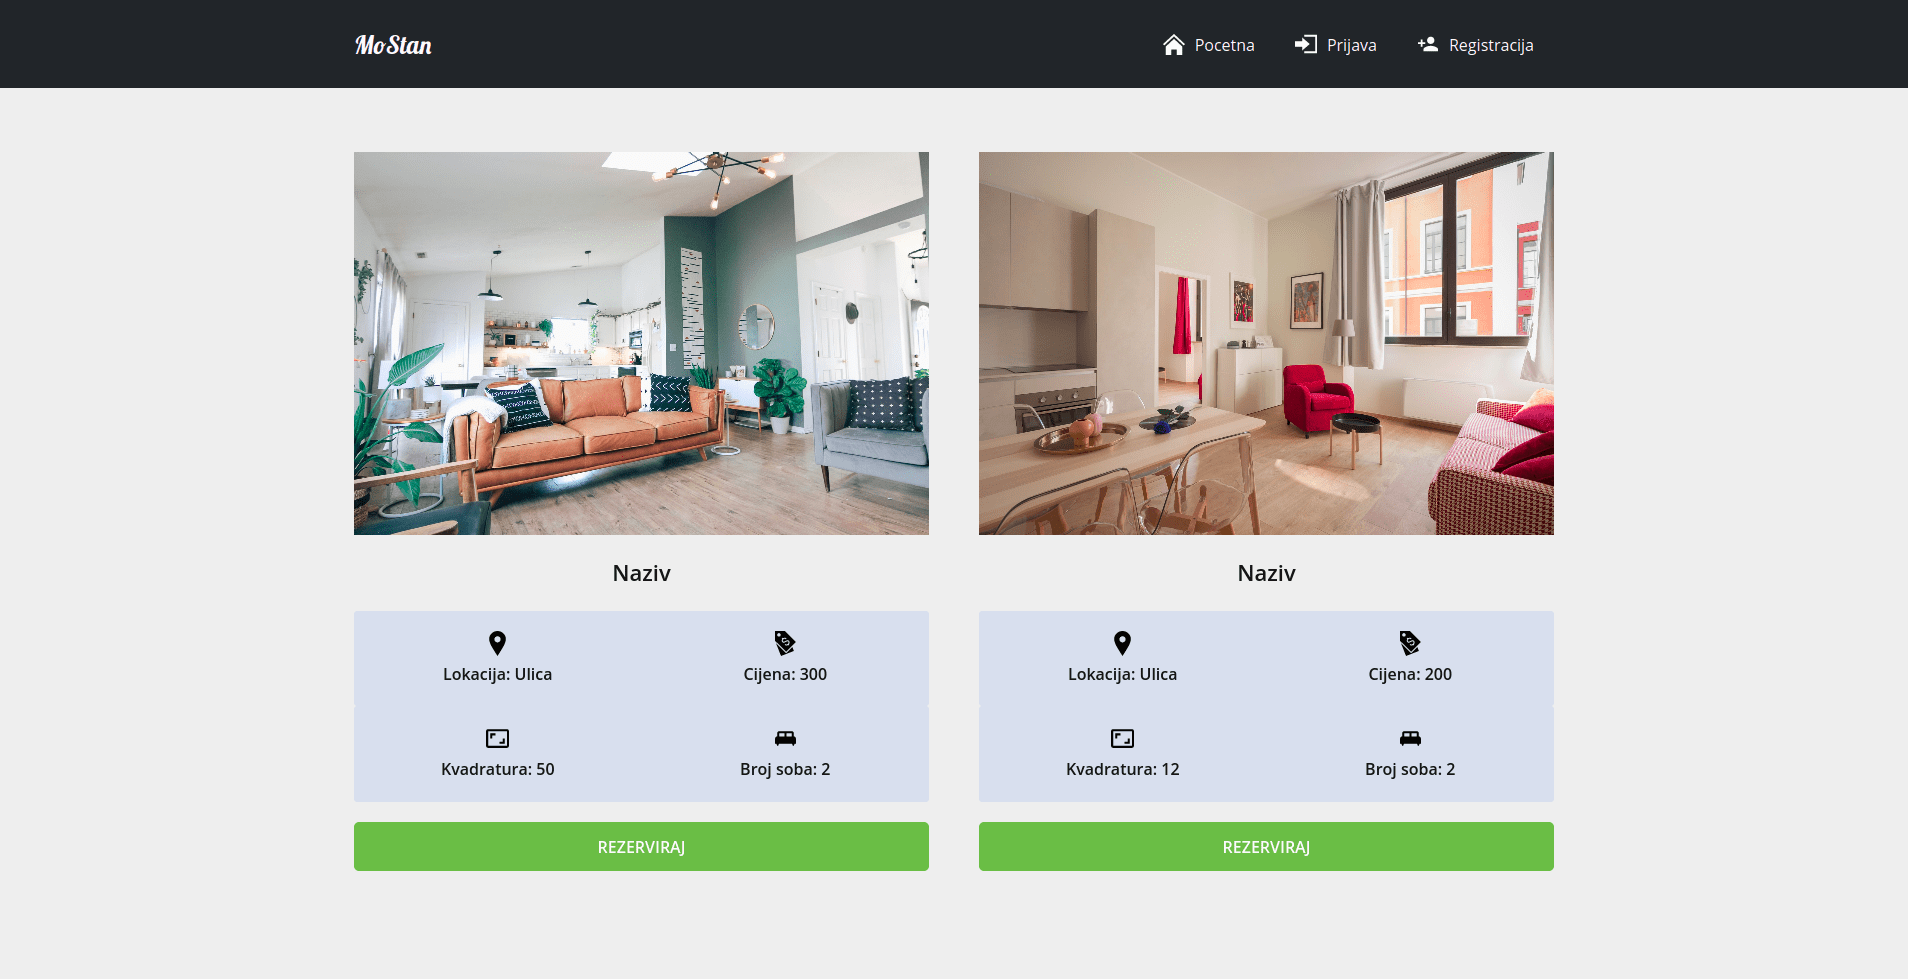 MoStan
Pocetna
Prijava
Registracija
Naziv
Lokacija: Ulica
Cijena: 300
Kvadratura: 50
Broj soba: 2
REZERVIRAJ
Naziv
Lokacija: Ulica
Cijena: 200
Kvadratura: 12
Broj soba: 2
REZERVIRAJ